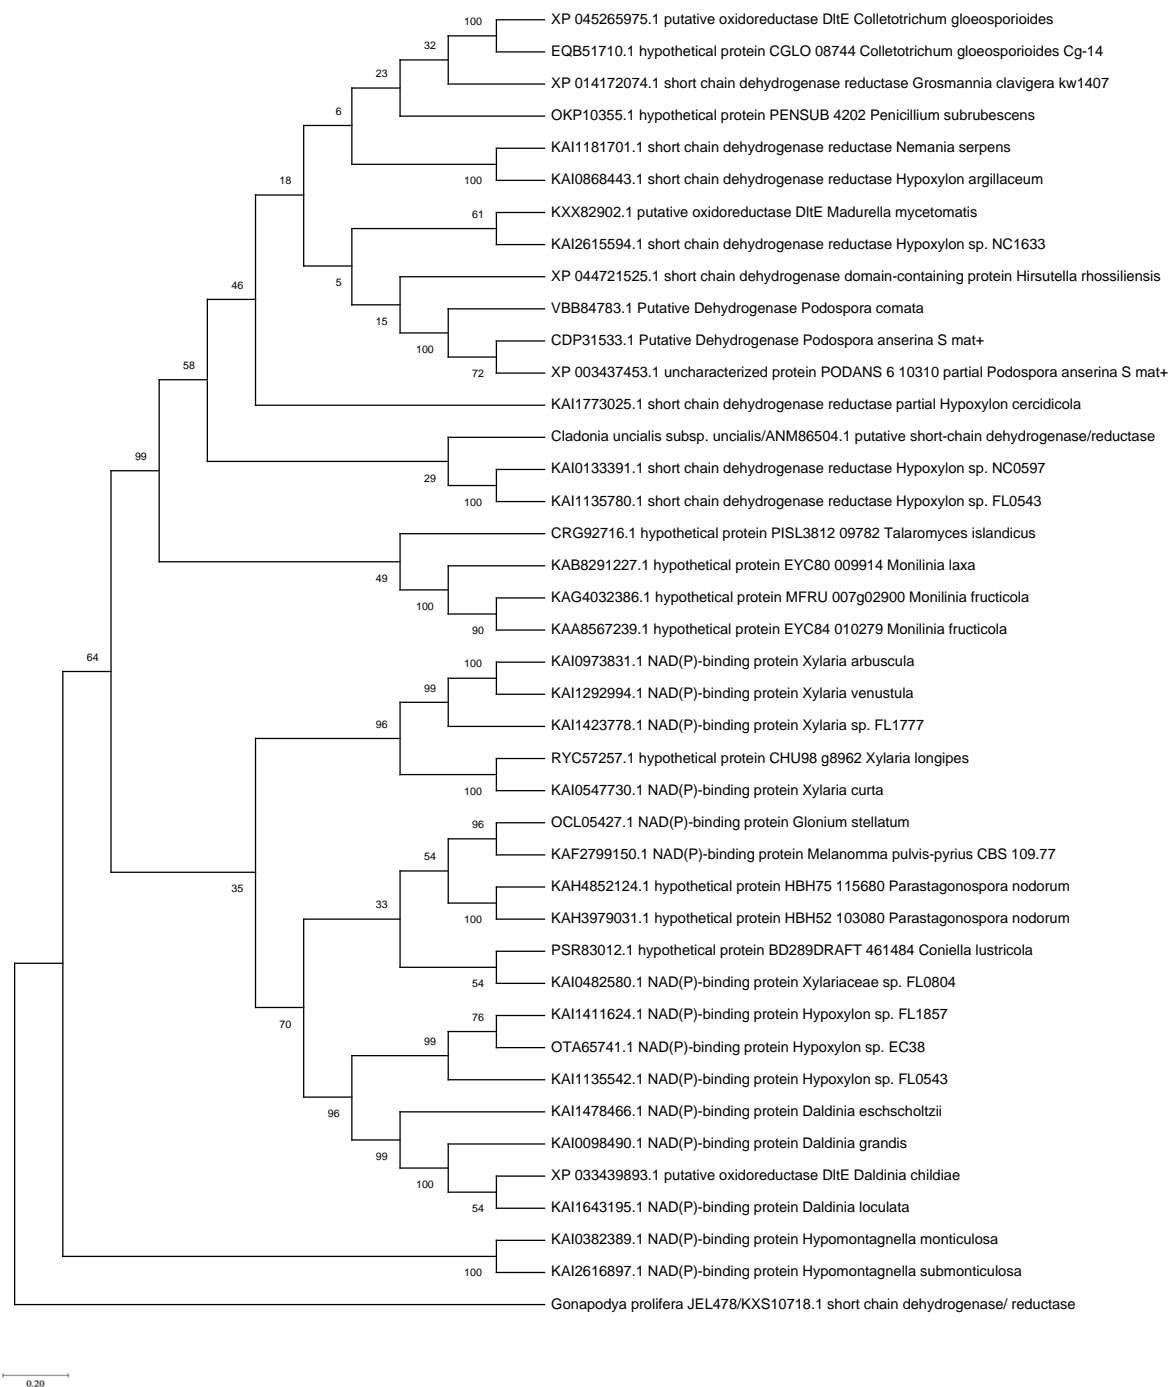 XP 045265975.1 putative oxidoreductase DltE Colletotrichum gloeosporioides
100
EQB51710.1 hypothetical protein CGLO 08744 Colletotrichum gloeosporioides Cg-14
32
23
XP 014172074.1 short chain dehydrogenase reductase Grosmannia clavigera kw1407
6
OKP10355.1 hypothetical protein PENSUB 4202 Penicillium subrubescens
KAI1181701.1 short chain dehydrogenase reductase Nemania serpens
18
100
KAI0868443.1 short chain dehydrogenase reductase Hypoxylon argillaceum
61
KXX82902.1 putative oxidoreductase DltE Madurella mycetomatis
KAI2615594.1 short chain dehydrogenase reductase Hypoxylon sp. NC1633
46
5
XP 044721525.1 short chain dehydrogenase domain-containing protein Hirsutella rhossiliensis
15
VBB84783.1 Putative Dehydrogenase Podospora comata
100
CDP31533.1 Putative Dehydrogenase Podospora anserina S mat+
58
72
XP 003437453.1 uncharacterized protein PODANS 6 10310 partial Podospora anserina S mat+
KAI1773025.1 short chain dehydrogenase reductase partial Hypoxylon cercidicola
Cladonia uncialis subsp. uncialis/ANM86504.1 putative short-chain dehydrogenase/reductase
99
29
KAI0133391.1 short chain dehydrogenase reductase Hypoxylon sp. NC0597
100
KAI1135780.1 short chain dehydrogenase reductase Hypoxylon sp. FL0543
CRG92716.1 hypothetical protein PISL3812 09782 Talaromyces islandicus
49
KAB8291227.1 hypothetical protein EYC80 009914 Monilinia laxa
100
KAG4032386.1 hypothetical protein MFRU 007g02900 Monilinia fructicola
90
KAA8567239.1 hypothetical protein EYC84 010279 Monilinia fructicola
64
100
KAI0973831.1 NAD(P)-binding protein Xylaria arbuscula
99
KAI1292994.1 NAD(P)-binding protein Xylaria venustula
96
KAI1423778.1 NAD(P)-binding protein Xylaria sp. FL1777
RYC57257.1 hypothetical protein CHU98 g8962 Xylaria longipes
100
KAI0547730.1 NAD(P)-binding protein Xylaria curta
96
OCL05427.1 NAD(P)-binding protein Glonium stellatum
54
KAF2799150.1 NAD(P)-binding protein Melanomma pulvis-pyrius CBS 109.77
35
KAH4852124.1 hypothetical protein HBH75 115680 Parastagonospora nodorum
33
100
KAH3979031.1 hypothetical protein HBH52 103080 Parastagonospora nodorum
PSR83012.1 hypothetical protein BD289DRAFT 461484 Coniella lustricola
54
KAI0482580.1 NAD(P)-binding protein Xylariaceae sp. FL0804
70
76
KAI1411624.1 NAD(P)-binding protein Hypoxylon sp. FL1857
99
OTA65741.1 NAD(P)-binding protein Hypoxylon sp. EC38
KAI1135542.1 NAD(P)-binding protein Hypoxylon sp. FL0543
96
KAI1478466.1 NAD(P)-binding protein Daldinia eschscholtzii
99
KAI0098490.1 NAD(P)-binding protein Daldinia grandis
100
XP 033439893.1 putative oxidoreductase DltE Daldinia childiae
54
KAI1643195.1 NAD(P)-binding protein Daldinia loculata
KAI0382389.1 NAD(P)-binding protein Hypomontagnella monticulosa
100
KAI2616897.1 NAD(P)-binding protein Hypomontagnella submonticulosa
Gonapodya prolifera JEL478/KXS10718.1 short chain dehydrogenase/ reductase
0.20